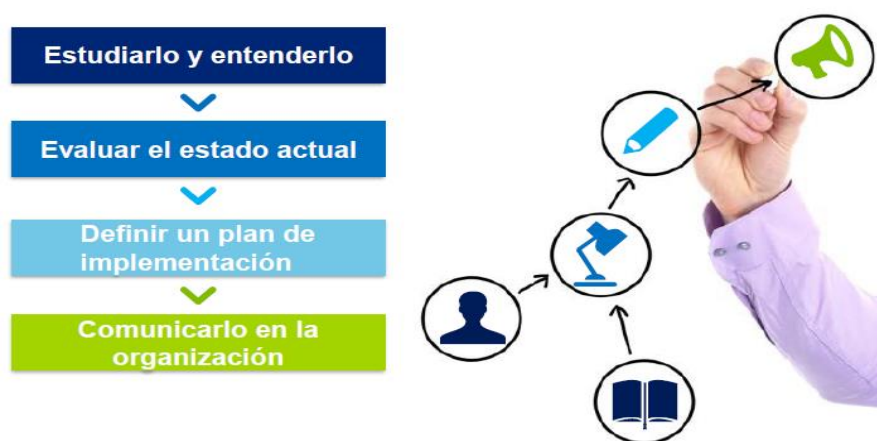 Estudiarlo y entenderlo
Evaluar el estado actual
Definir un plan de
implementación
Comunicarlo en la
organización